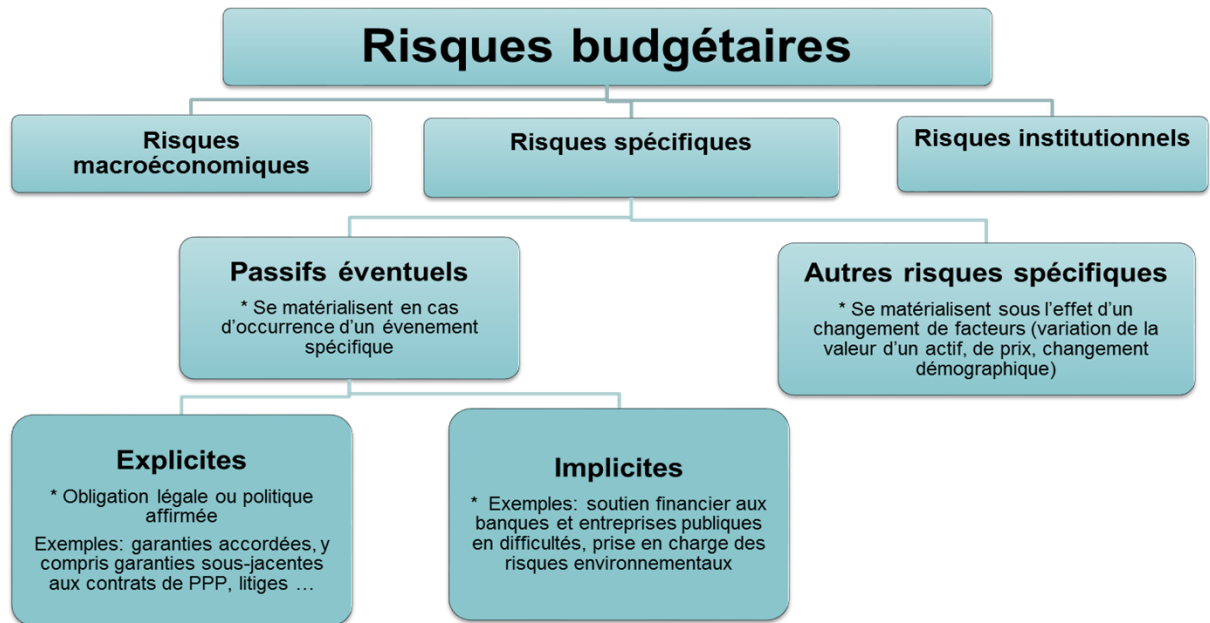 Risques budgétaires
Risques
macroéconomiques
Risques spécifiques
Risques institutionnels
Passifs éventuels
* Se matérialisent en cas
d’occurrence d’un évenement
spécifique
Autres risques spécifiques
* Se matérialisent sous l’effet d’un
changement de facteurs (variation de la
valeur d’un actif, de prix, changement
démographique)
Explicites
* Obligation légale ou politique
affirmée
Exemples: garanties accordées, y
compris garanties sous-jacentes
aux contrats de PPP, litiges …
Implicites
* Exemples: soutien financier aux
banques et entreprises publiques
en difficultés, prise en charge des
risques environnementaux